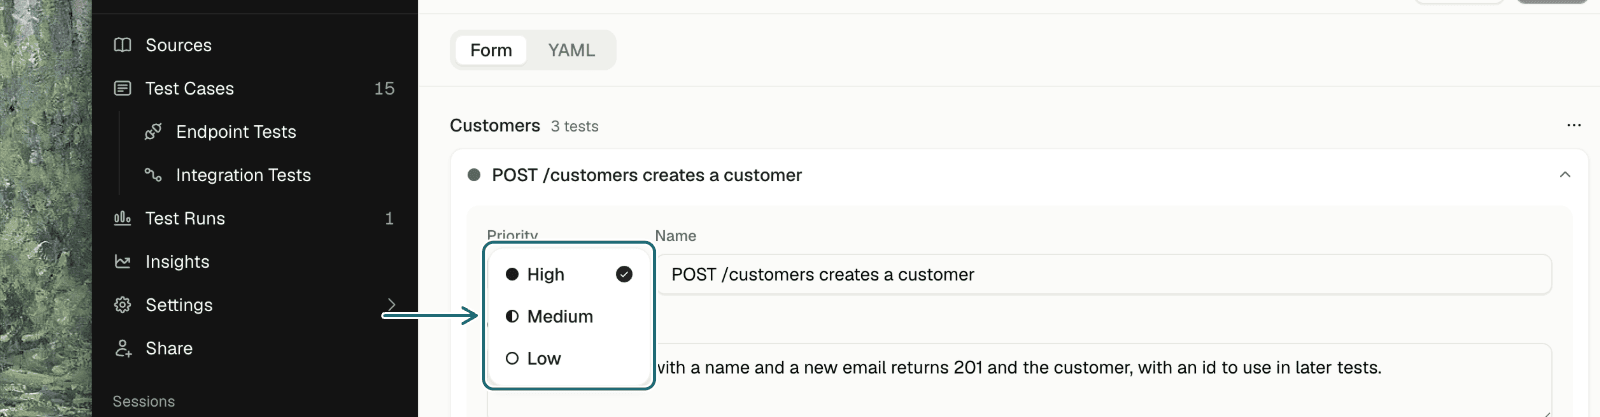 Sources
Test Cases 15
Endpoint Tests
Integration Tests
Test Runs 1
Insights
Settings
Share
Sessions
Form YAML
Customers 3 tests
POST /customers creates a customer
Priority
Name
High
Medium
Low
POST /customers creates a customer
with a name and a new email returns 201 and the customer, with an id to use in later tests.